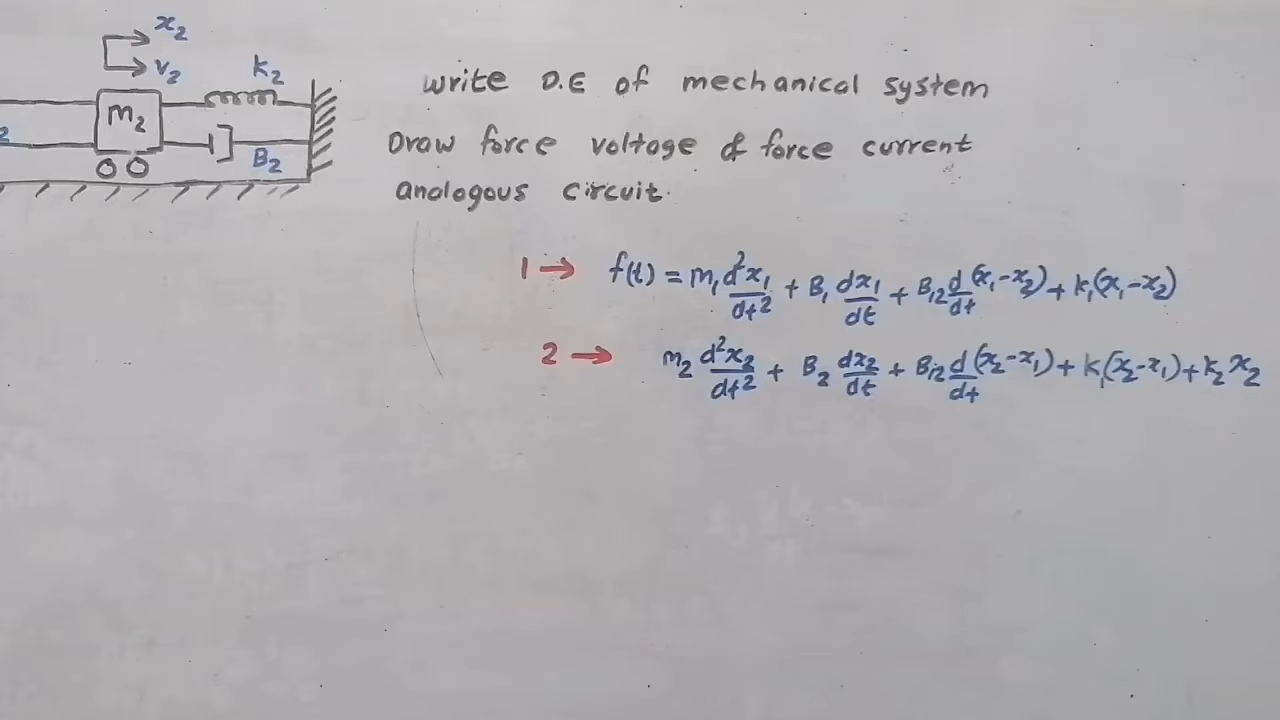 x₂
v₂
k₂
m₂
2
B₂
write D.E of mechanical system
Draw force voltage & force current
analogous circuit.
1 → f(t) = m₁ d²x₁/dt² + B₁ dx₁/dt + B₁₂ d/dt (x₁-x₂) + k₁(x₁-x₂)
2 → m₂ d²x₂/dt² + B₂ dx₂/dt + B₁₂ d/dt (x₂-x₁) + k₁(x₂-x₁) + k₂ x₂